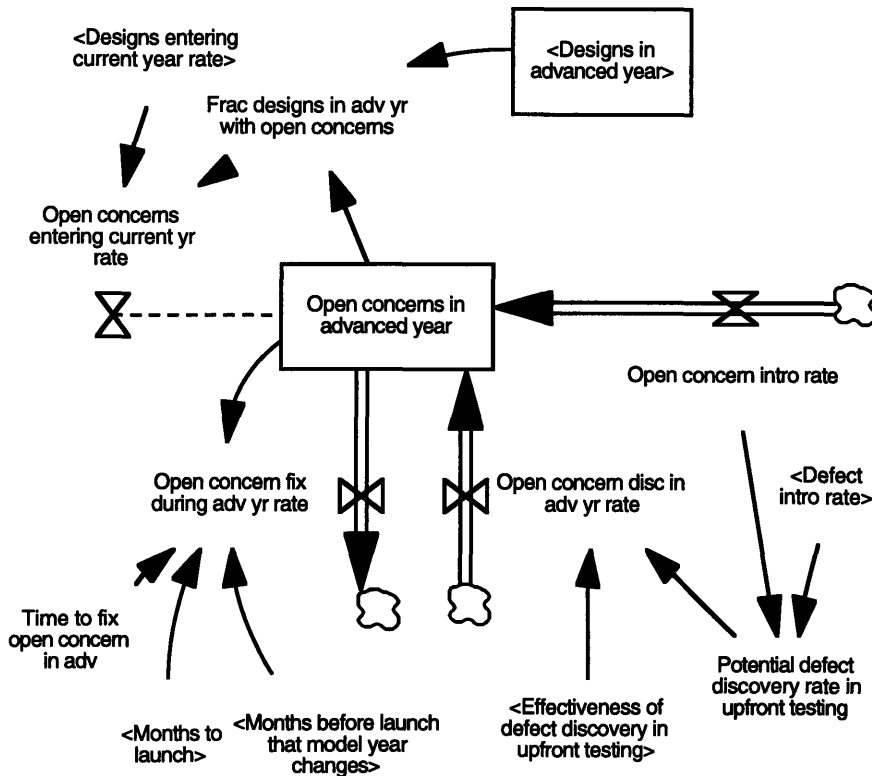 <Designs entering
current year rate>
<Designs in
advanced year>
Frac designs in adv yr
with open concerns
Open concerns
entering current yr
rate
Open concerns in
advanced year
Open concern intro rate
Open concern fix
during adv yr rate
Open concern disc in
adv yr rate
<Defect
intro rate>
Time to fix
open concern
in adv
Potential defect
discovery rate in
upfront testing
<Months to
launch>
<Months before launch
that model year
changes>
<Effectiveness of
defect discovery in
upfront testing>